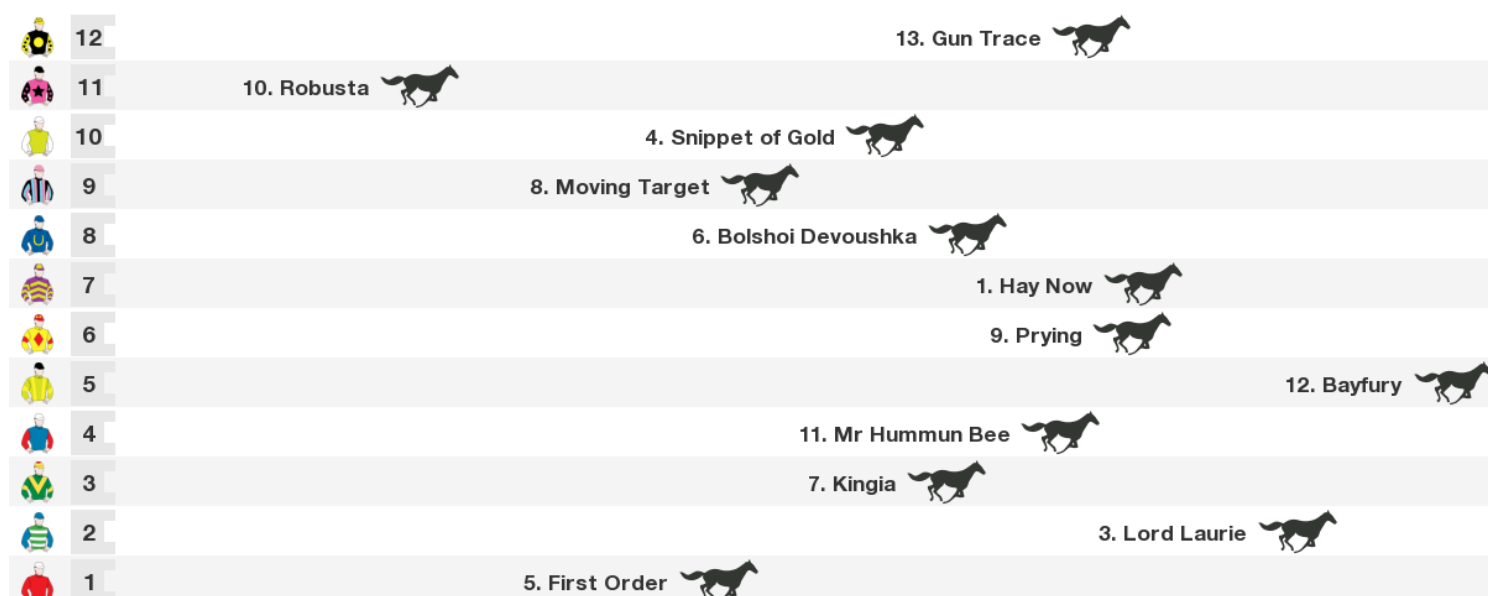 12 13. Gun Trace
11 10. Robusta
10 4. Snippet of Gold
9 8. Moving Target
8 6. Bolshoi Devoushka
7 1. Hay Now
6 9. Prying
5 12. Bayfury
4 11. Mr Hummun Bee
3 7. Kingia
2 3. Lord Laurie
1 5. First Order